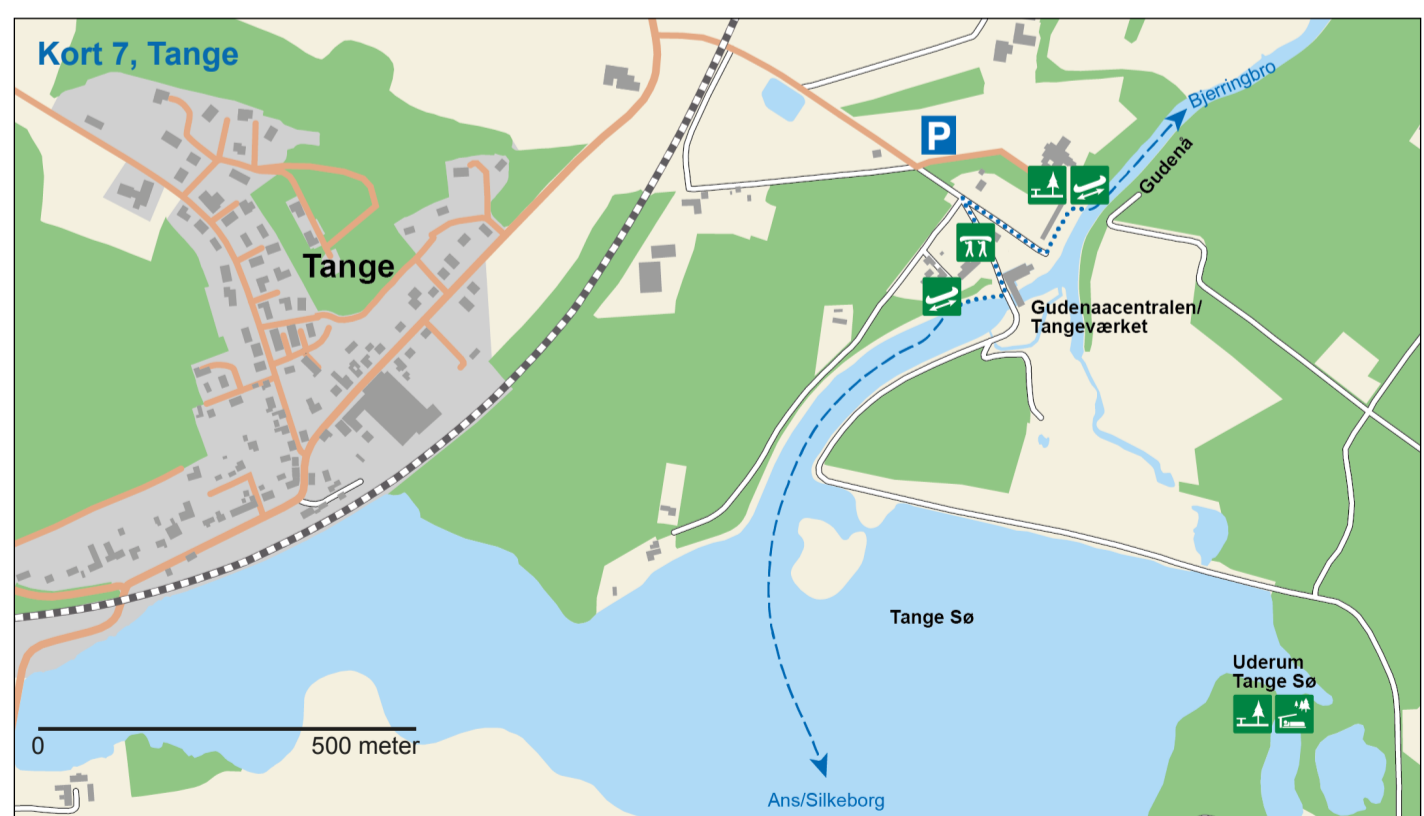 Kort 7, Tange
Bjerringbro
P
Gudenå
Tange
Gudenaacentralen/
Tangeværket
Tange Sø
Uderum
Tange Sø
0
500 meter
Ans/Silkeborg